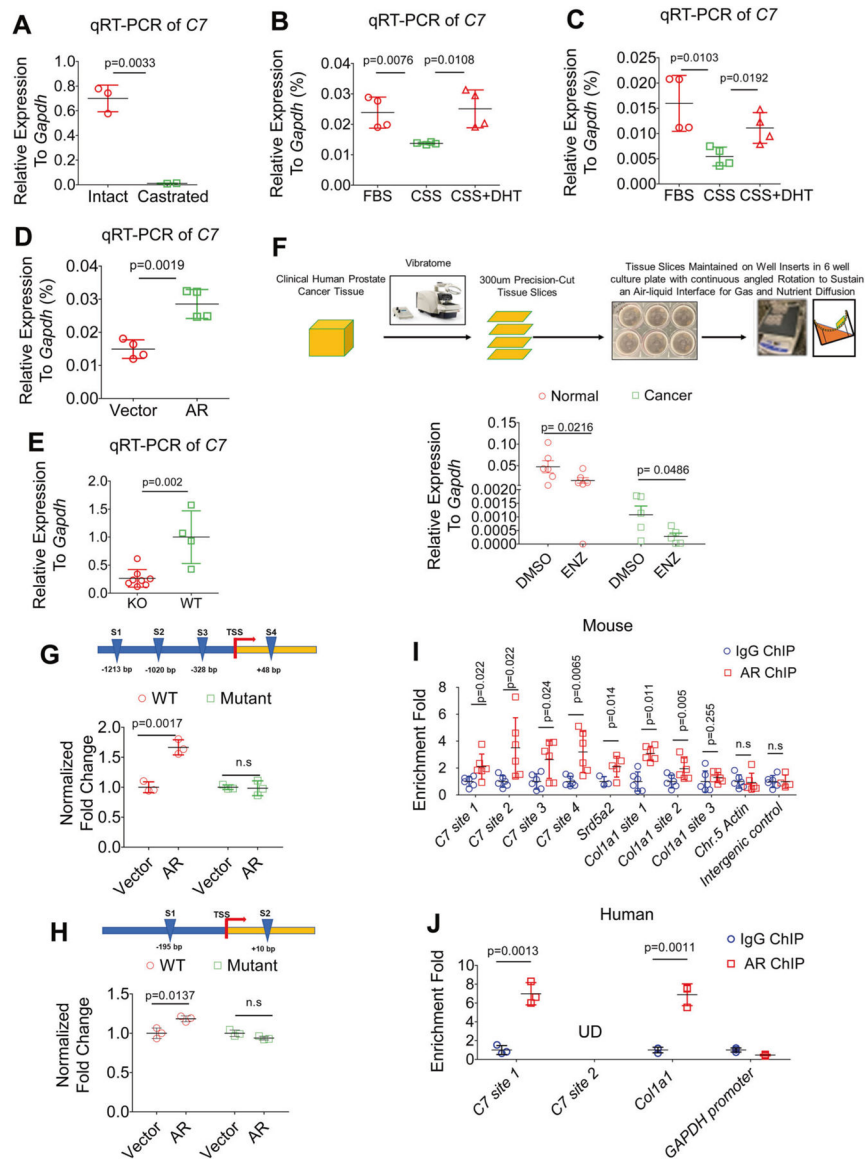 A
qRT-PCR of C7
Relative Expression
To Gapdh
p=0.0033
1.0
0.8
0.6
0.4
0.2
0.0
Intact Castrated
B
qRT-PCR of C7
Relative Expression
To Gapdh (%)
p=0.0076 p=0.0108
0.04
0.03
0.02
0.01
0.00
FBS CSS CSS+DHT
C
qRT-PCR of C7
Relative Expression
To Gapdh (%)
p=0.0103
p=0.0192
0.025
0.020
0.015
0.010
0.005
0.000
FBS CSS CSS+DHT
D
qRT-PCR of C7
Relative Expression
To Gapdh (%)
p=0.0019
0.04
0.03
0.02
0.01
0.00
Vector AR
E
qRT-PCR of C7
Relative Expression
To Gapdh
p=0.002
2.0
1.5
1.0
0.5
0.0
KO WT
F
Clinical Human Prostate
Cancer Tissue
Vibratome
300um Precision-Cut
Tissue Slices
Tissue Slices Maintained on Well Inserts in 6 well
culture plate with continuous angled Rotation to Sustain
an Air-liquid Interface for Gas and Nutrient Diffusion
Normal Cancer
Relative Expression
To Gapdh
p= 0.0216
p= 0.0486
0.15
0.10
0.05
0.0020
0.0015
0.0010
0.0005
0.0000
DMSO ENZ DMSO ENZ
G
S1 S2 S3 TSS S4
-1213 bp -1020 bp -328 bp +48 bp
WT Mutant
Normalized
Fold Change
p=0.0017
n.s
2.0
1.5
1.0
0.5
0.0
Vector AR Vector AR
H
S1 TSS S2
-195 bp +10 bp
WT Mutant
Normalized
Fold Change
p=0.0137
n.s
1.5
1.0
0.5
0.0
Vector AR Vector AR
I
Mouse
IgG ChIP
AR ChIP
Enrichment Fold
p=0.022 p=0.022 p=0.024 p=0.0065 p=0.014 p=0.011 p=0.005 p=0.255 n.s n.s
8
6
4
2
0
C7 site 1 C7 site 2 C7 site 3 C7 site 4 Srd5a2 Col1a1 site 1 Col1a1 site 2 Col1a1 site 3 Chr.5 Actin Intergenic control
J
Human
IgG ChIP
AR ChIP
Enrichment Fold
p=0.0013
UD
p=0.0011
10
8
6
4
2
0
C7 site 1 C7 site 2 Col1a1 GAPDH promoter